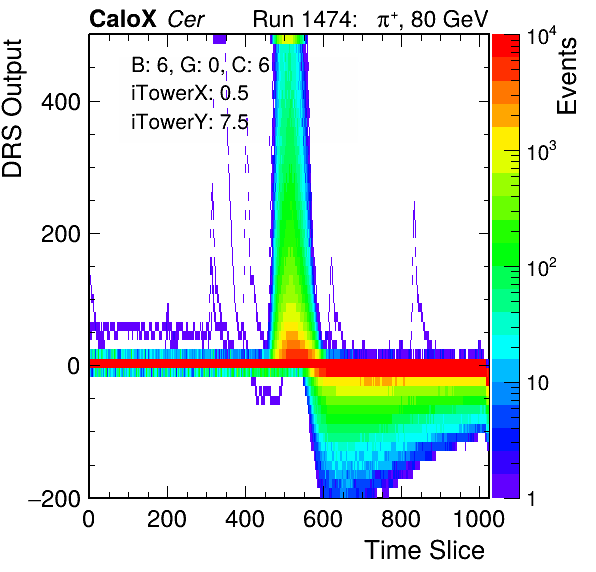 CaloX Cer Run 1474: π⁺, 80 GeV
B: 6, G: 0, C: 6
iTowerX: 0.5
iTowerY: 7.5
DRS Output
400
200
0
−200
0 200 400 600 800 1000
Time Slice
Events
10⁴
10³
10²
10
1